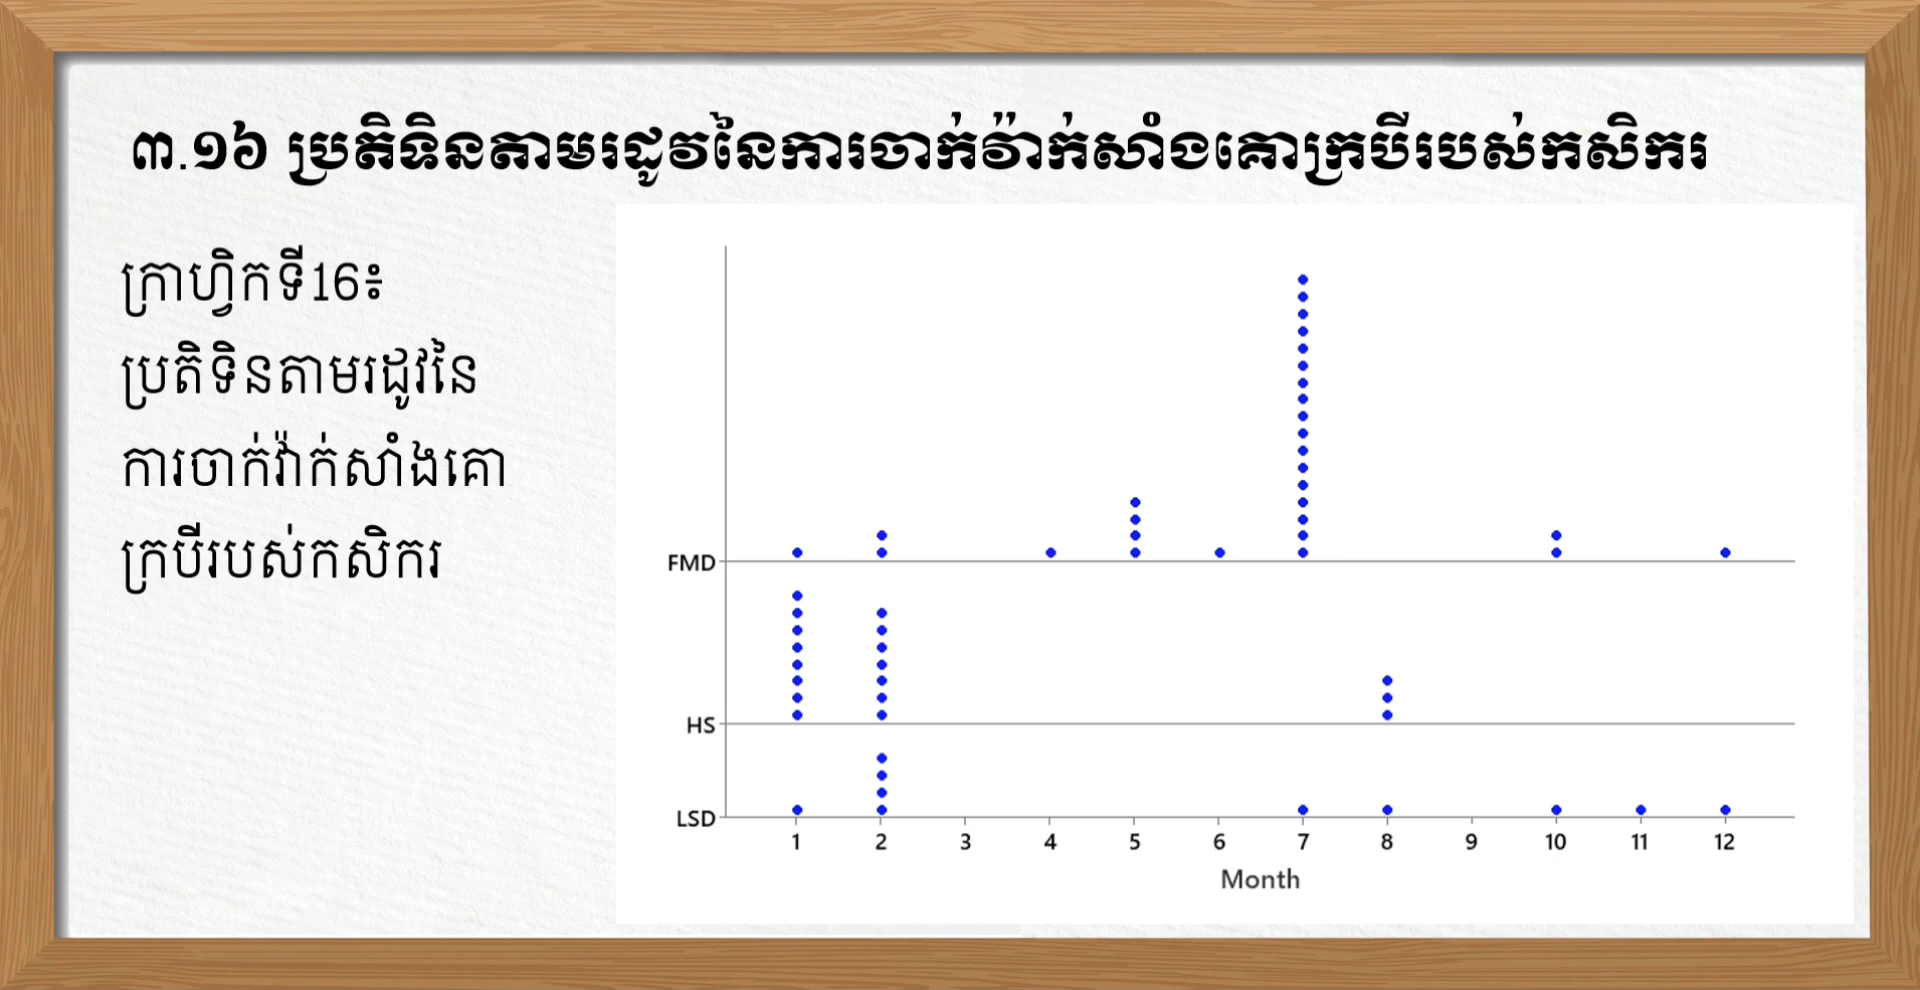 ៣.១៦ ប្រតិទិនតាមរដូវនៃការចាក់វ៉ាក់សាំងគោក្របីរបស់កសិករ
ក្រាហ្វិកទី16៖
ប្រតិទិនតាមរដូវនៃ
ការចាក់វ៉ាក់សាំងគោ
ក្របីរបស់កសិករ
FMD
HS
LSD
1 2 3 4 5 6 7 8 9 10 11 12
Month